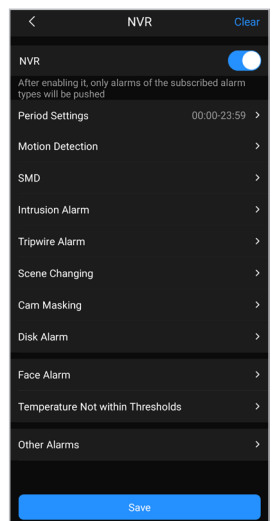 NVR
Clear
NVR
After enabling it, only alarms of the subscribed alarm
types will be pushed
Period Settings 00:00-23:59
Motion Detection
SMD
Intrusion Alarm
Tripwire Alarm
Scene Changing
Cam Masking
Disk Alarm
Face Alarm
Temperature Not within Thresholds
Other Alarms
Save